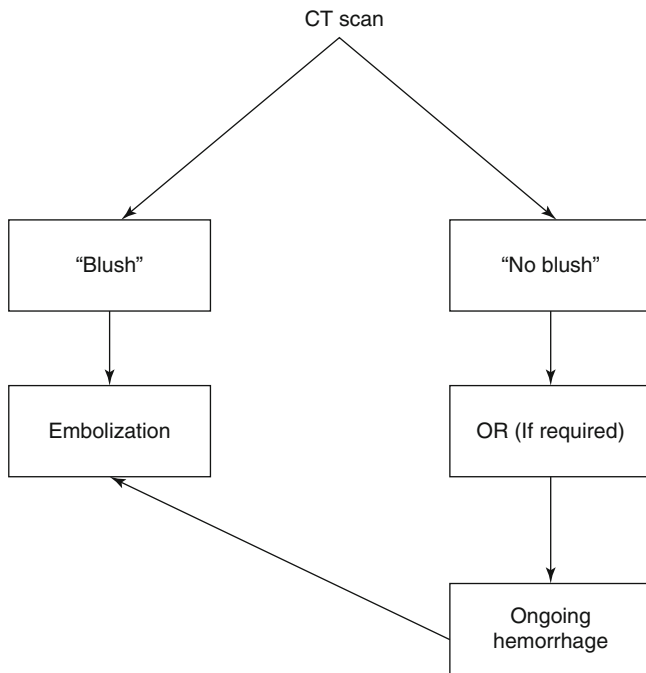 CT scan
“Blush”
“No blush”
Embolization
OR (If required)
Ongoing
hemorrhage